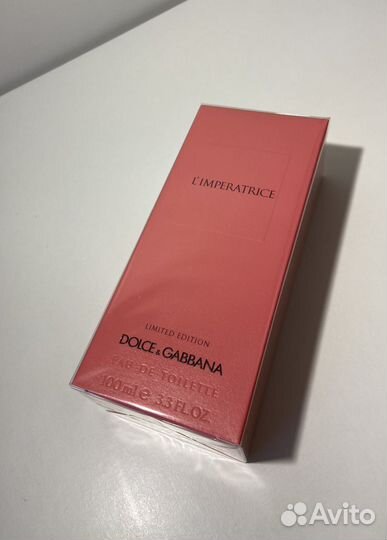 L'IMPERATRICE
LIMITED EDITION
DOLCE & GABBANA
EAU DE TOILETTE
100 ml e 3.3 FL.OZ.
Avito